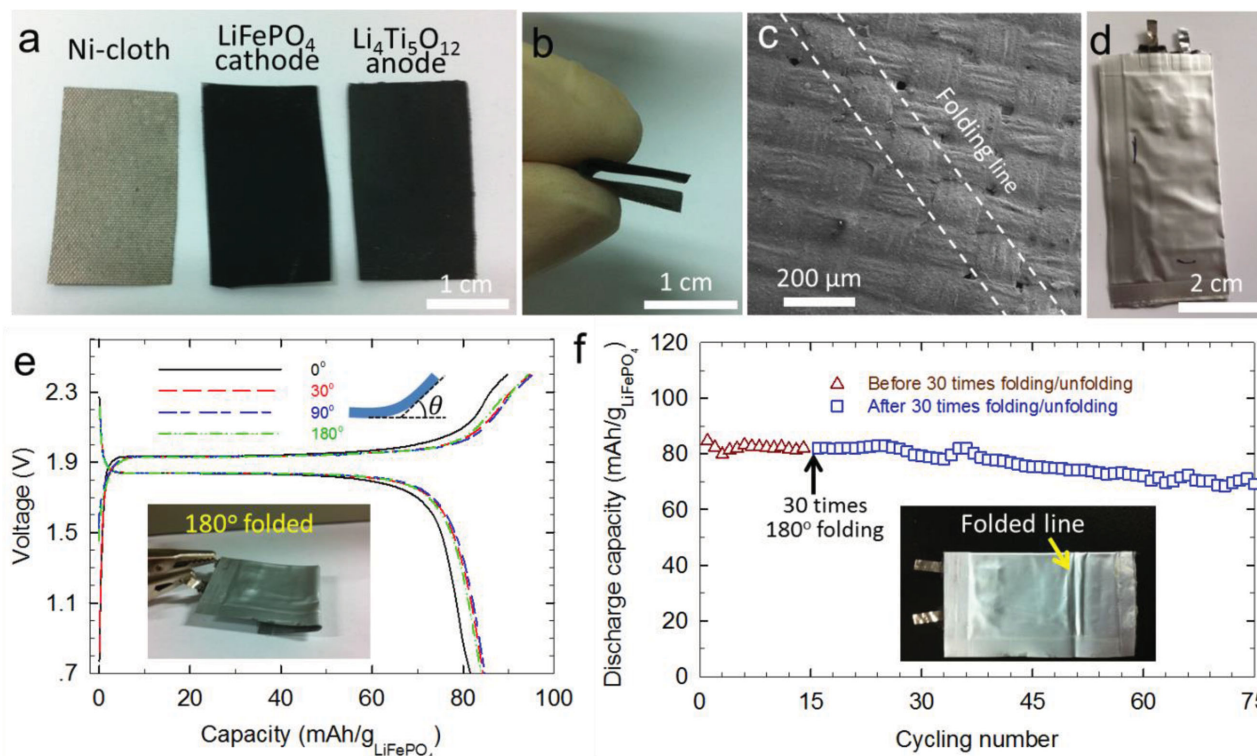 a
Ni-cloth
LiFePO₄
cathode
Li₄Ti₅O₁₂
anode
1 cm
b
1 cm
c
Folding line
200 μm
d
2 cm
e
Voltage (V)
2.3
1.9
1.5
1.1
.7
0°
30°
90°
180°
θ
180° folded
0
20
40
60
80
100
Capacity (mAh/g_LiFePO₄)
f
Discharge capacity (mAh/g_LiFePO₄)
120
100
80
60
40
20
0
Before 30 times folding/unfolding
After 30 times folding/unfolding
30 times
180° folding
Folded line
0
15
30
45
60
75
Cycling number